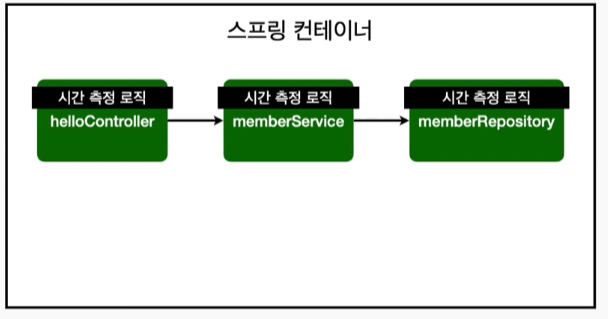 스프링 컨테이너
시간 측정 로직
helloController
시간 측정 로직
memberService
시간 측정 로직
memberRepository